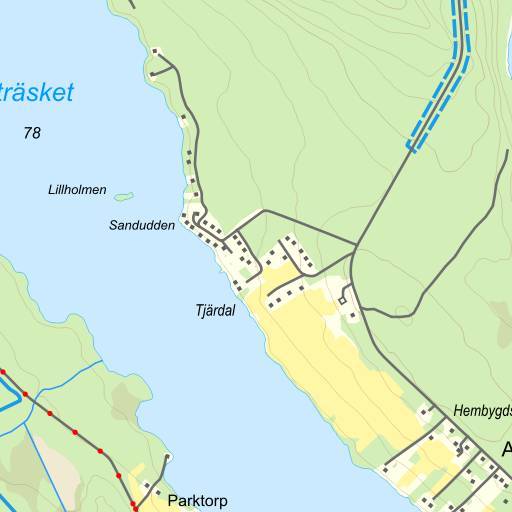 träsket
78
Lillholmen
Sandudden
Tjärdal
Hembygds
A
Parktorp